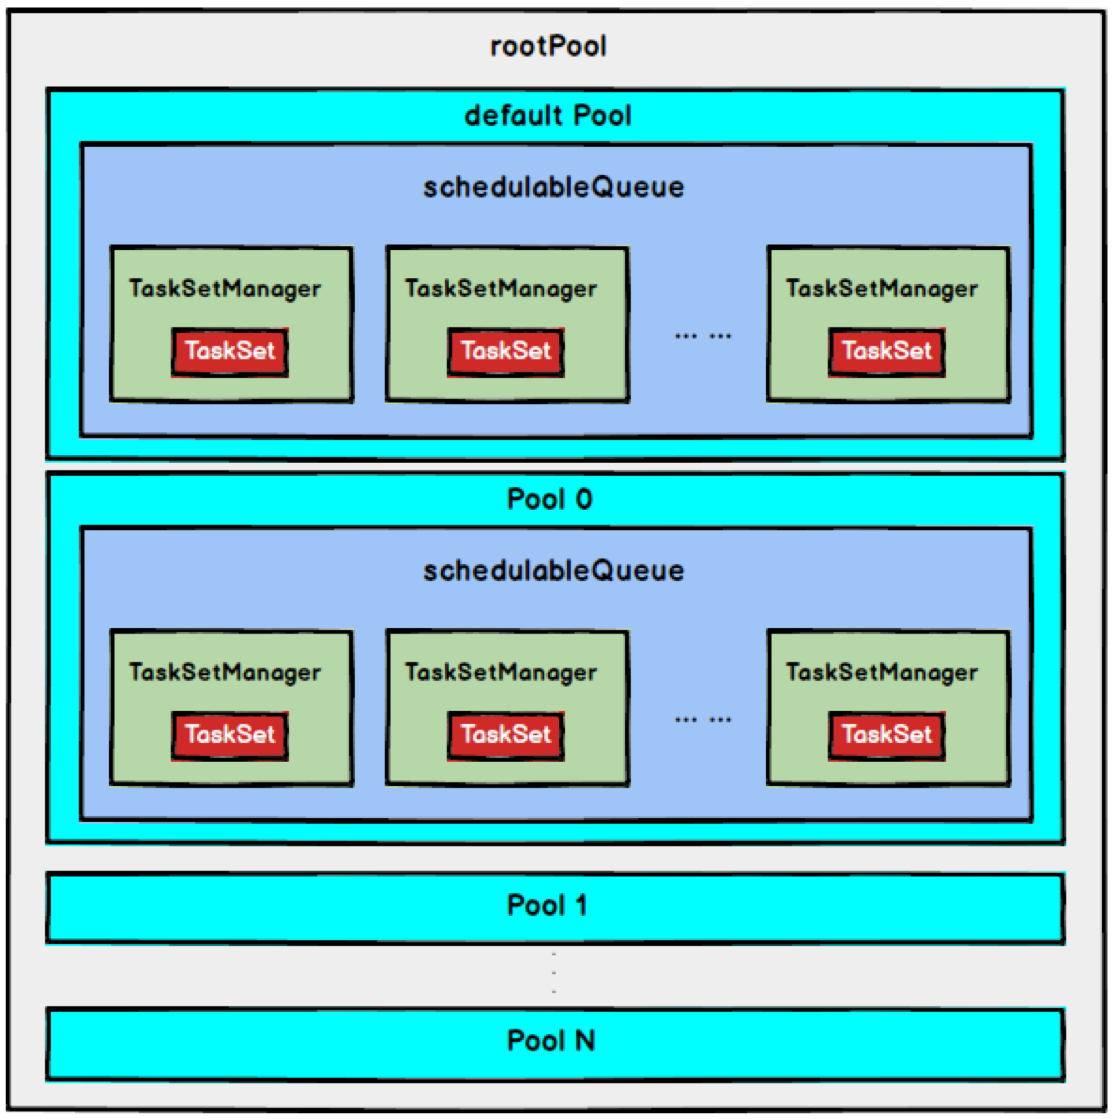 rootPool
default Pool
schedulableQueue
TaskSetManager TaskSetManager TaskSetManager
... ...
TaskSet TaskSet TaskSet
Pool 0
schedulableQueue
TaskSetManager TaskSetManager TaskSetManager
... ...
TaskSet TaskSet TaskSet
Pool 1
Pool N